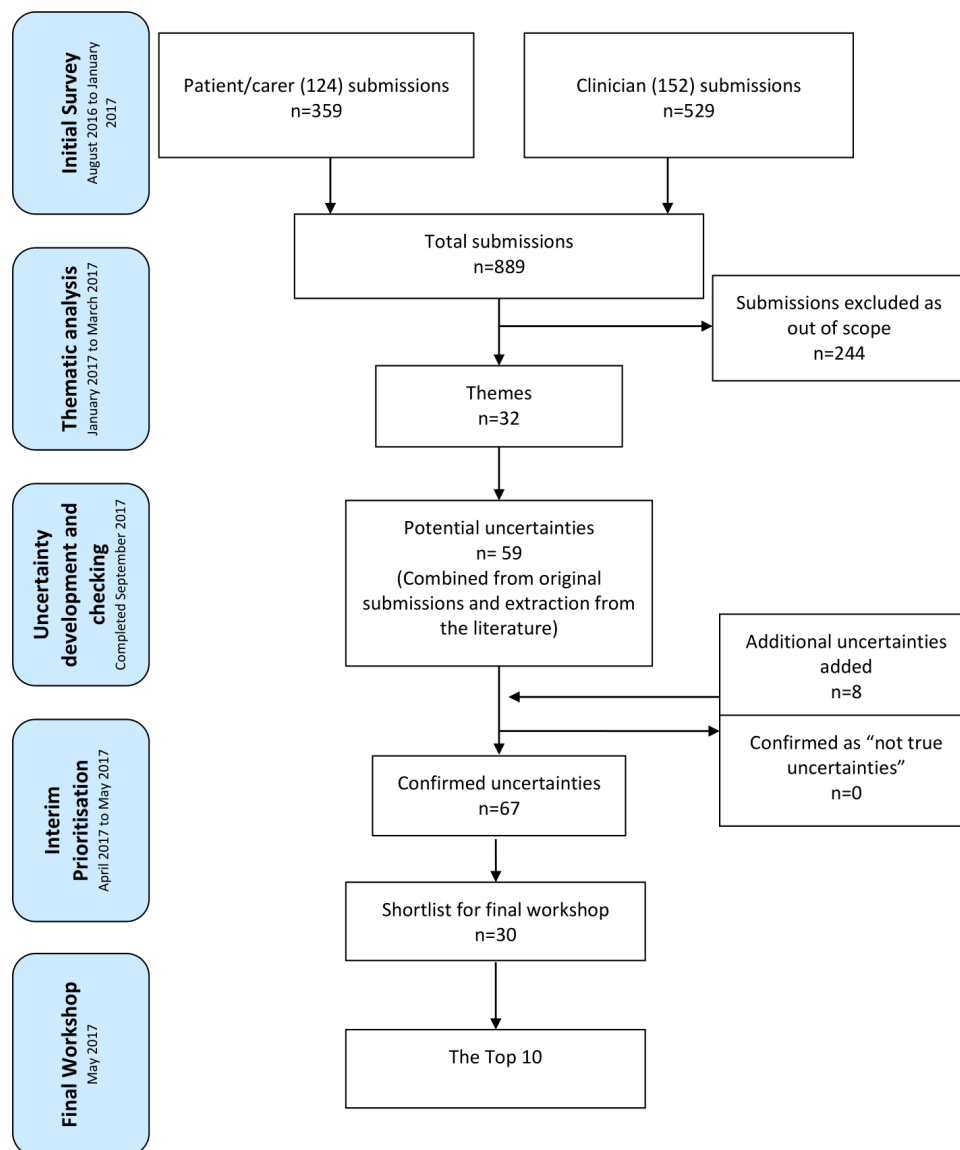 Initial Survey
August 2016 to January
2017
Patient/carer (124) submissions
n=359
Clinician (152) submissions
n=529
Total submissions
n=889
Thematic analysis
January 2017 to March 2017
Submissions excluded as
out of scope
n=244
Themes
n=32
Uncertainty
development and
checking
Completed September 2017
Potential uncertainties
n= 59
(Combined from original
submissions and extraction from
the literature)
Additional uncertainties
added
n=8
Confirmed as “not true
uncertainties”
n=0
Interim
Prioritisation
April 2017 to May 2017
Confirmed uncertainties
n=67
Shortlist for final workshop
n=30
Final Workshop
May 2017
The Top 10